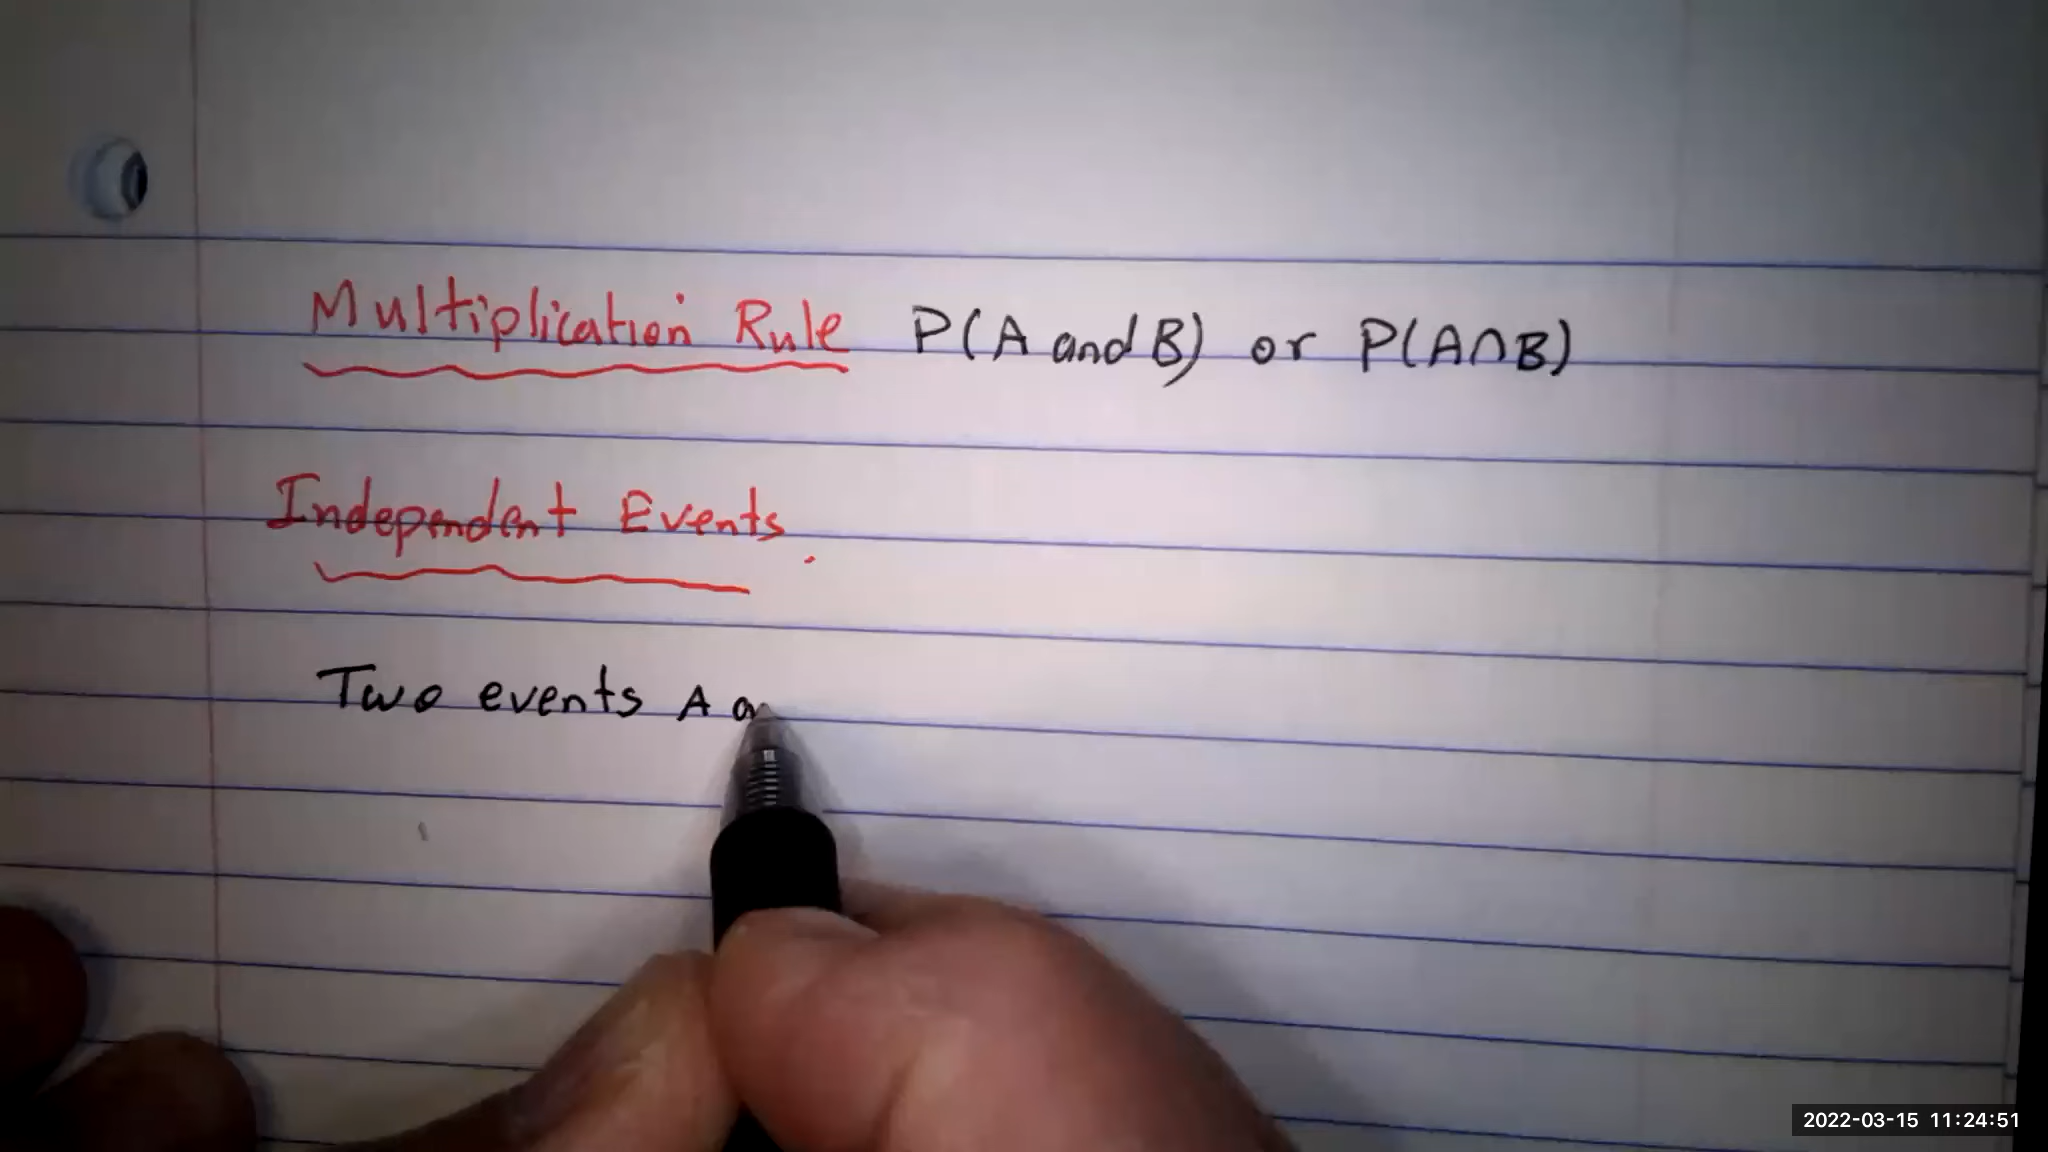 Multiplication Rule P(A and B) or P(A∩B)
Independent Events
Two events A
2022-03-15 11:24:51